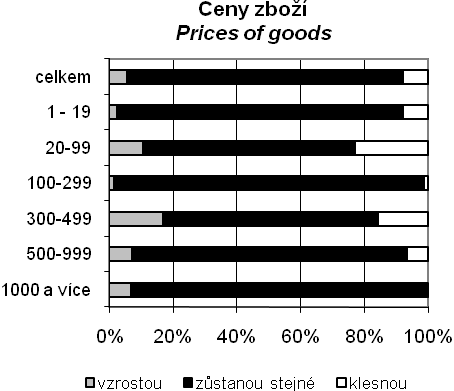 Ceny zboží
Prices of goods
celkem
1 - 19
20-99
100-299
300-499
500-999
1000 a více
0% 20% 40% 60% 80% 100%
vzrostou zůstanou stejné klesnou